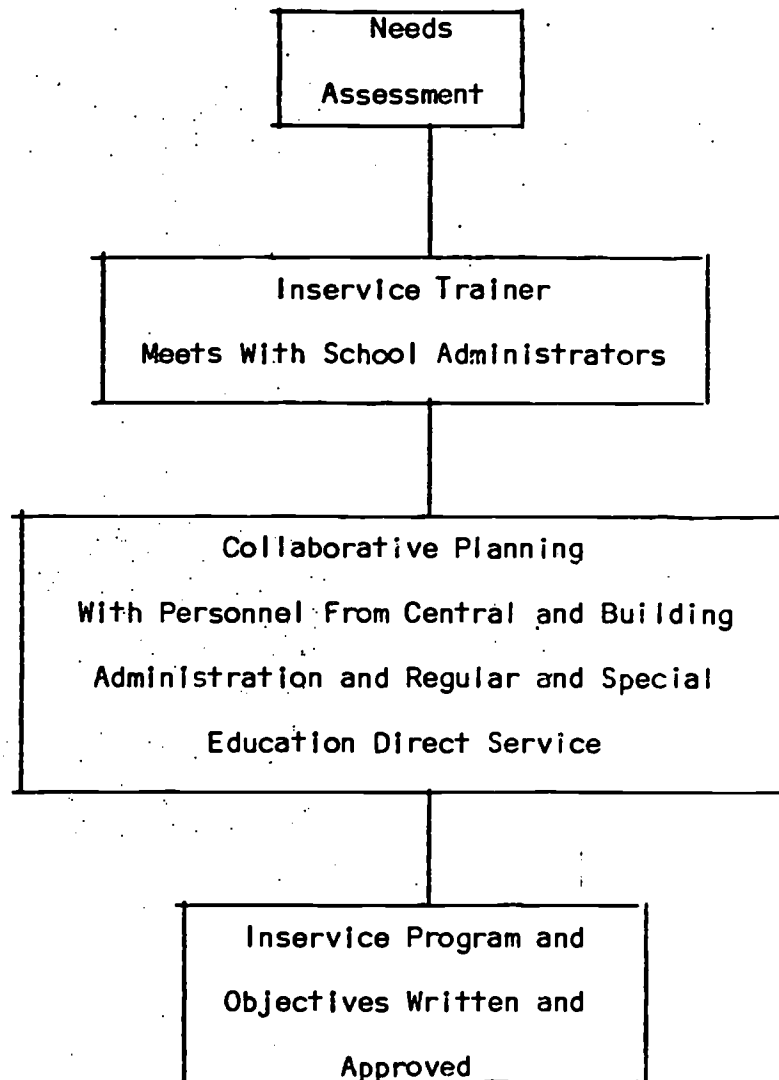 Needs
Assessment
Inservice Trainer
Meets With School Administrators
Collaborative Planning
With Personnel From Central and Building
Administration and Regular and Special
Education Direct Service
Inservice Program and
Objectives Written and
Approved